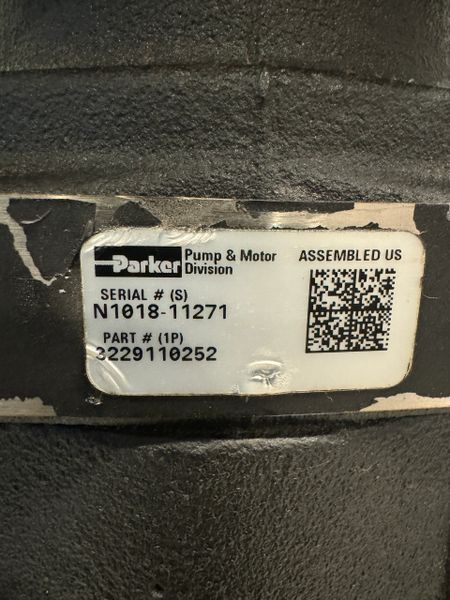 Parker Pump & Motor Division
ASSEMBLED US
SERIAL # (S)
N1018-11271
PART # (1P)
3229110252